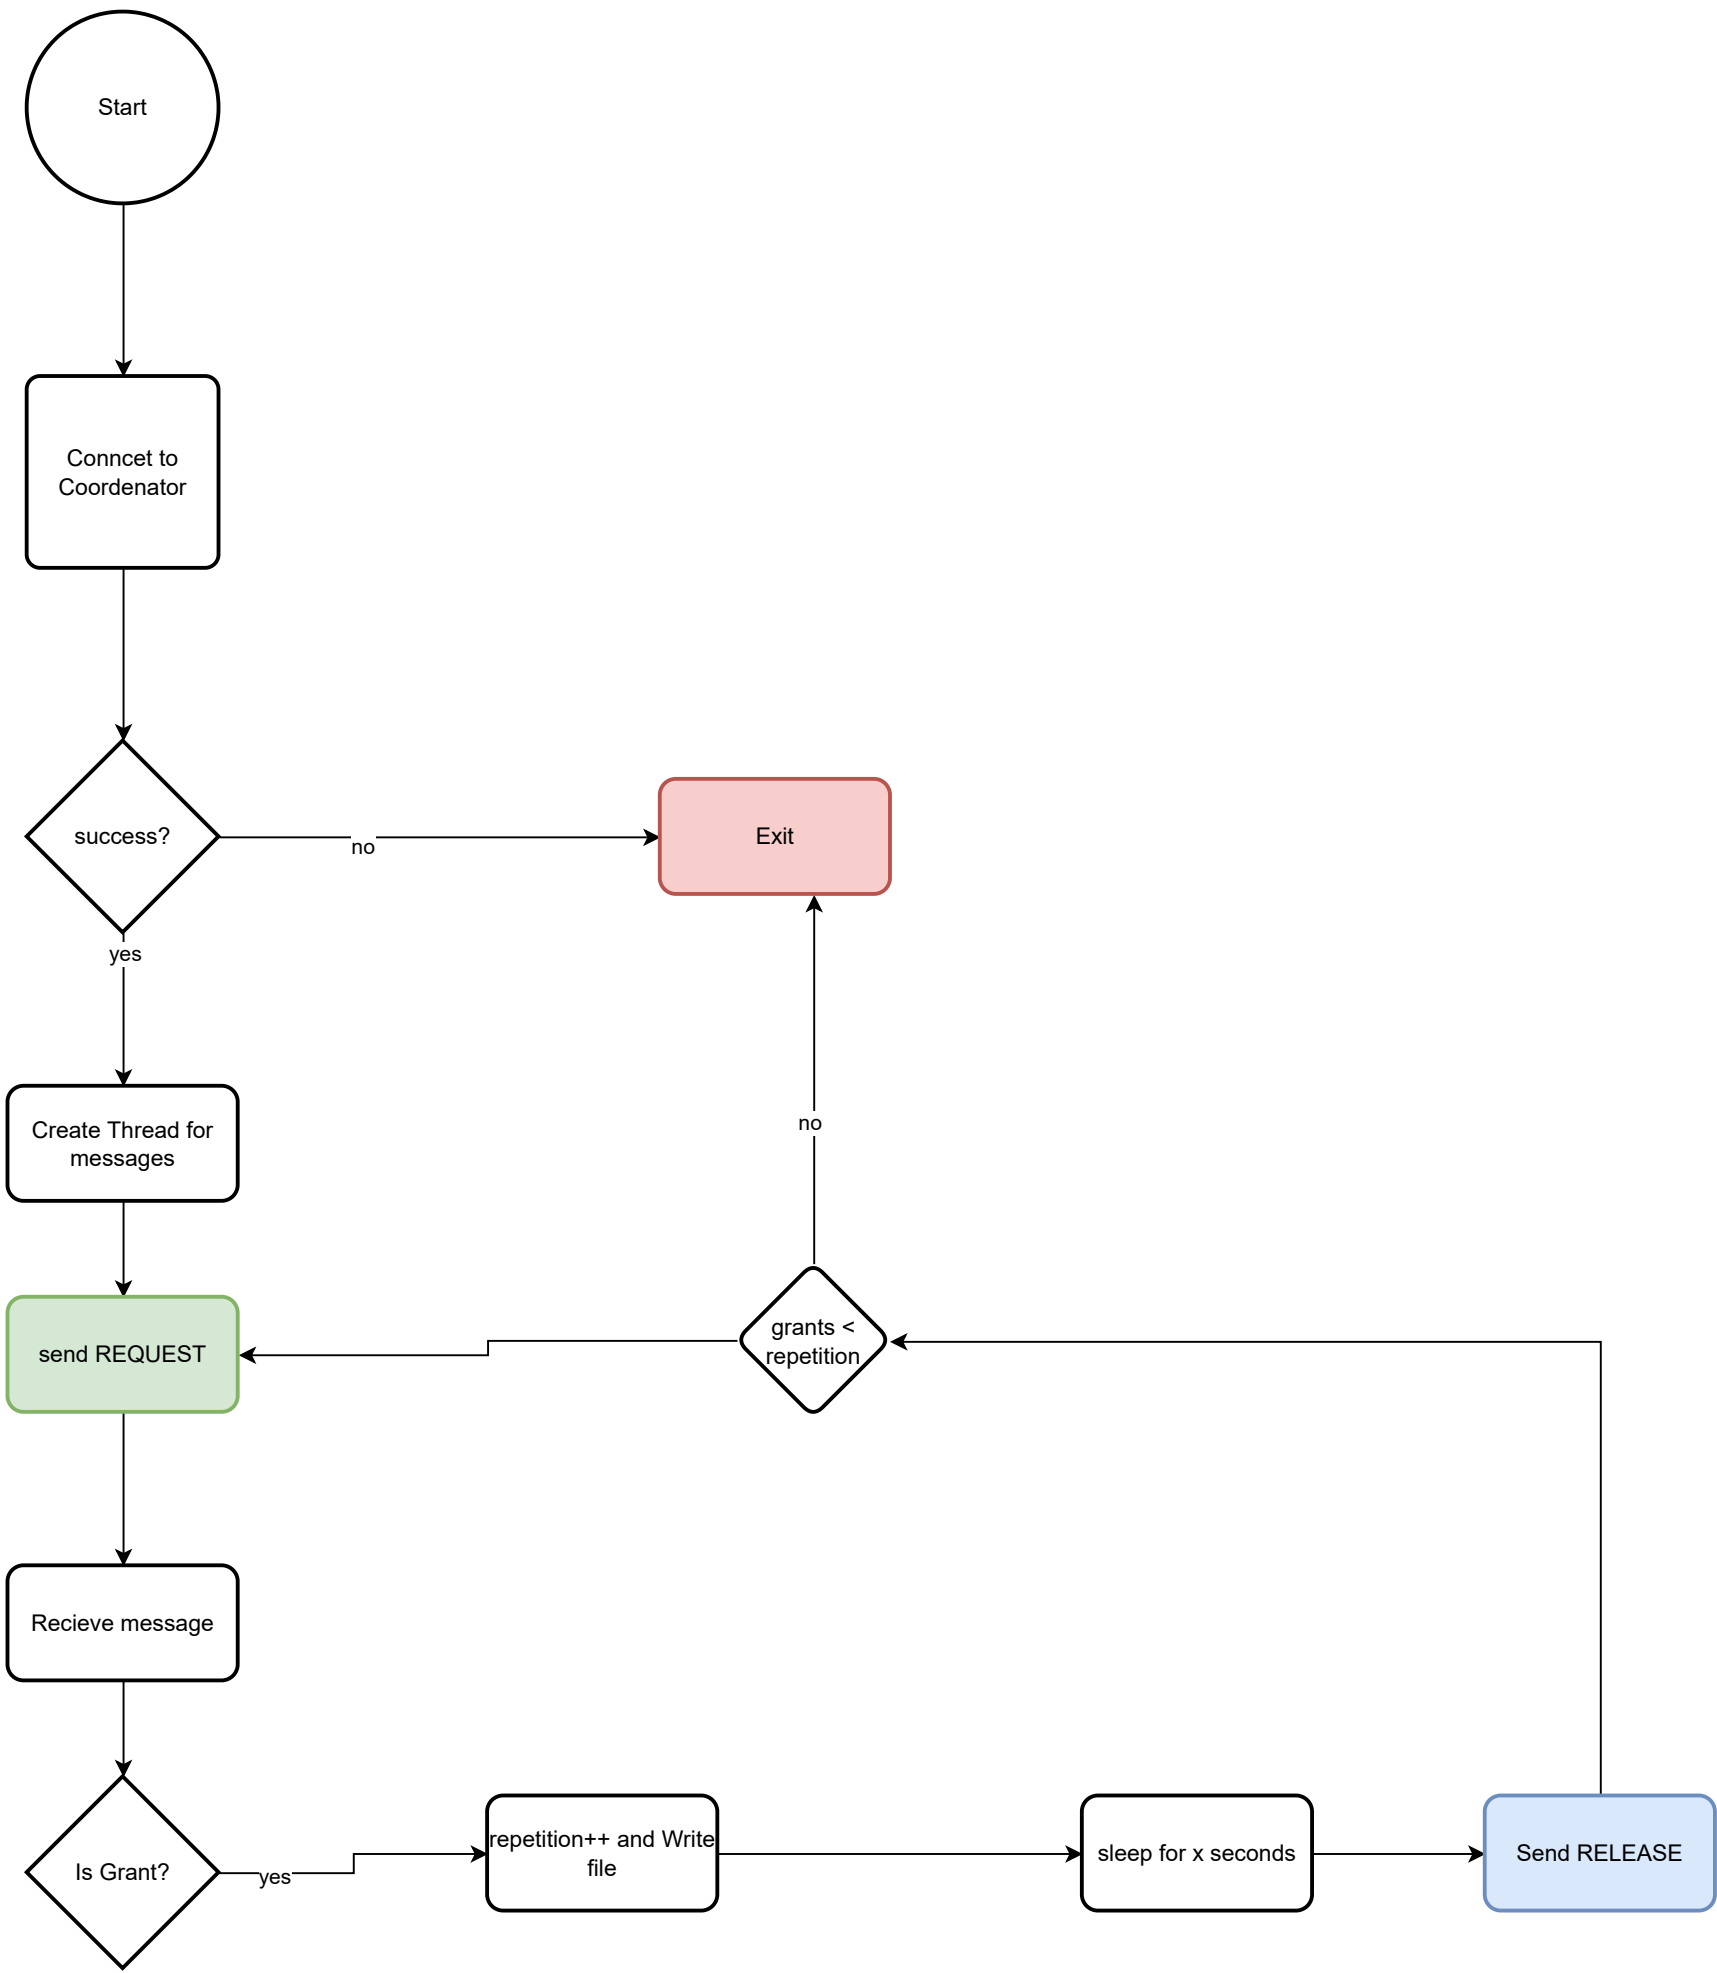 Start
Conncet to
Coordenator
success?
no
Exit
yes
Create Thread for
messages
no
send REQUEST
grants <
repetition
Recieve message
Is Grant?
yes
repetition++ and Write
file
sleep for x seconds
Send RELEASE